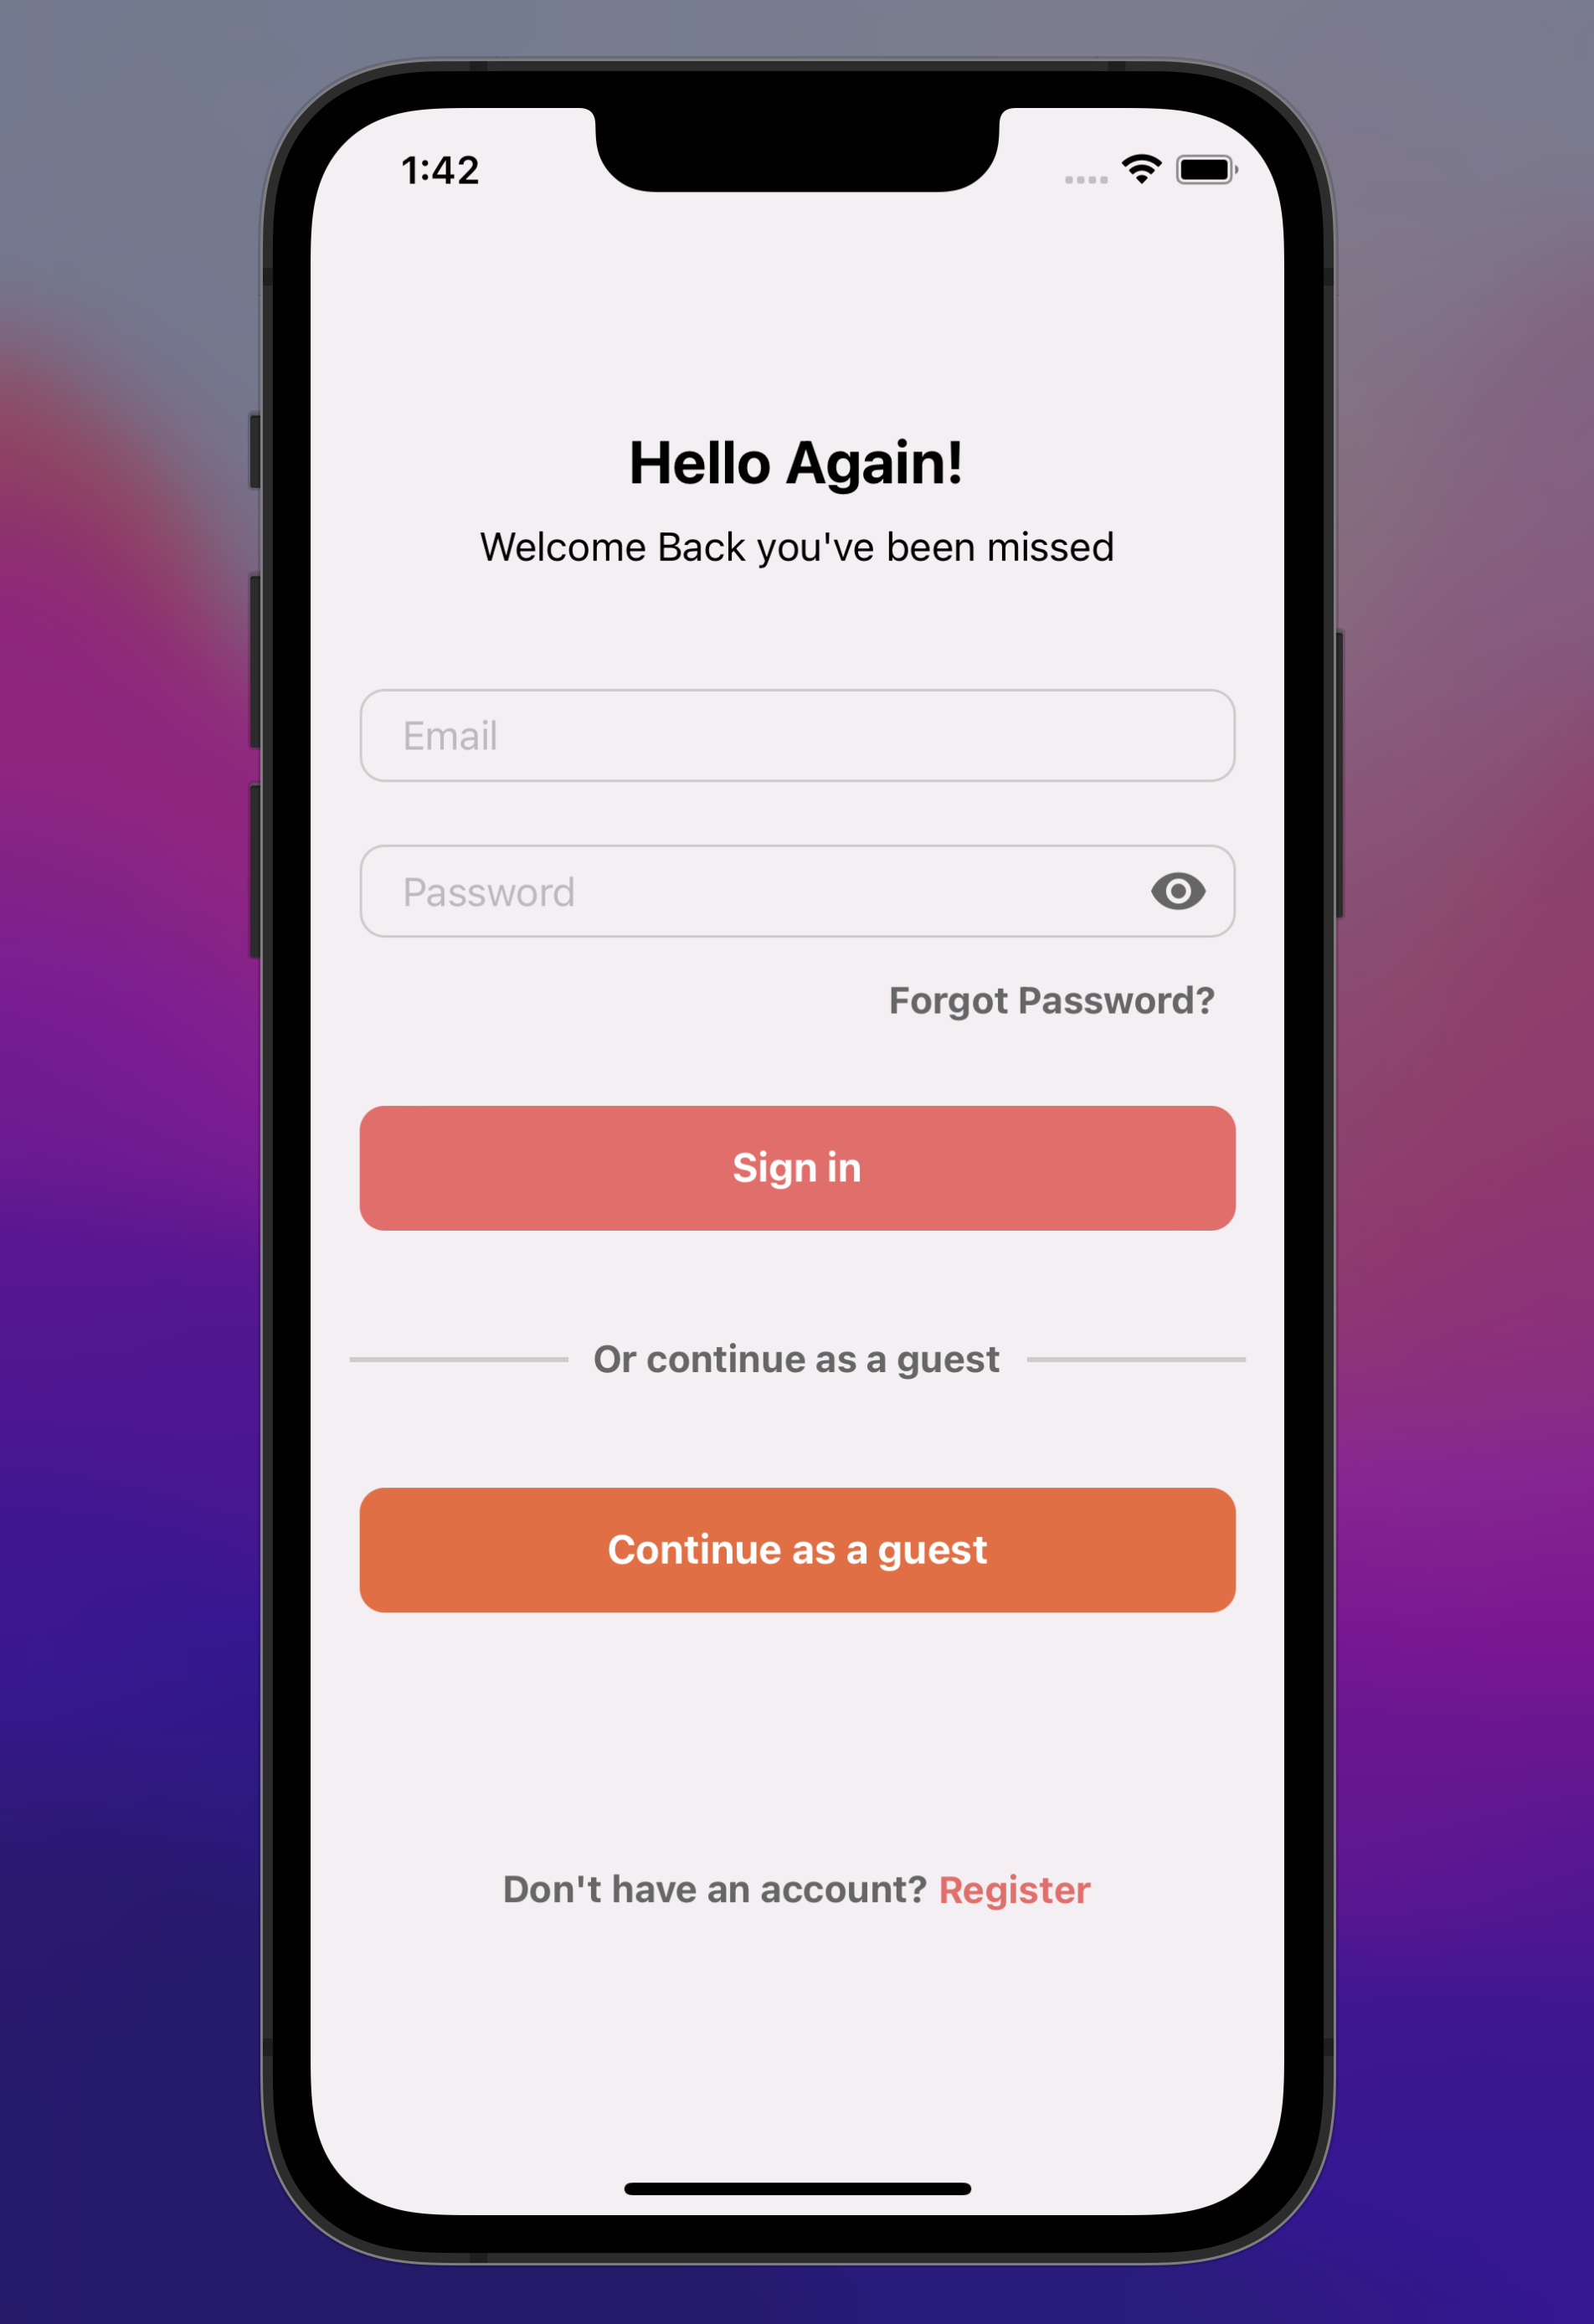 1:42
Hello Again!
Welcome Back you've been missed
Email
Password
Forgot Password?
Sign in
Or continue as a guest
Continue as a guest
Don't have an account? Register